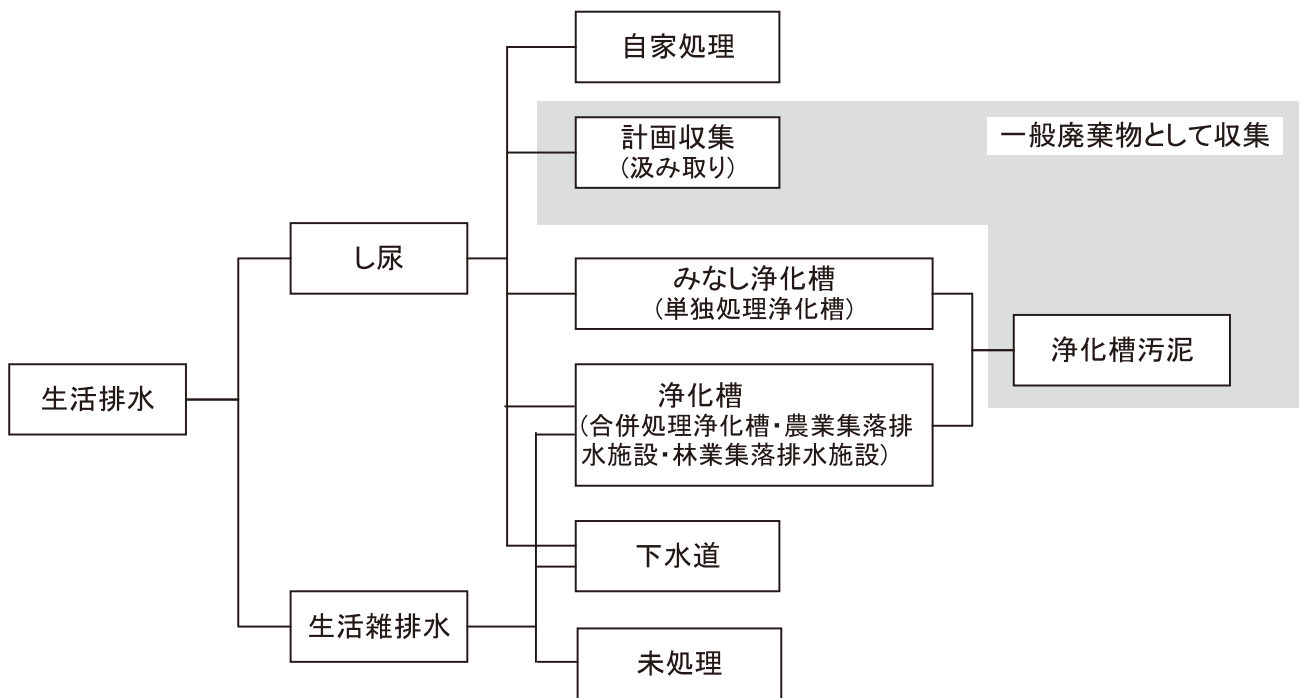 自家処理
計画収集
(汲み取り)
一般廃棄物として収集
し尿
みなし浄化槽
(単独処理浄化槽)
浄化槽汚泥
生活排水
浄化槽
(合併処理浄化槽・農業集落排
水施設・林業集落排水施設)
下水道
生活雑排水
未処理